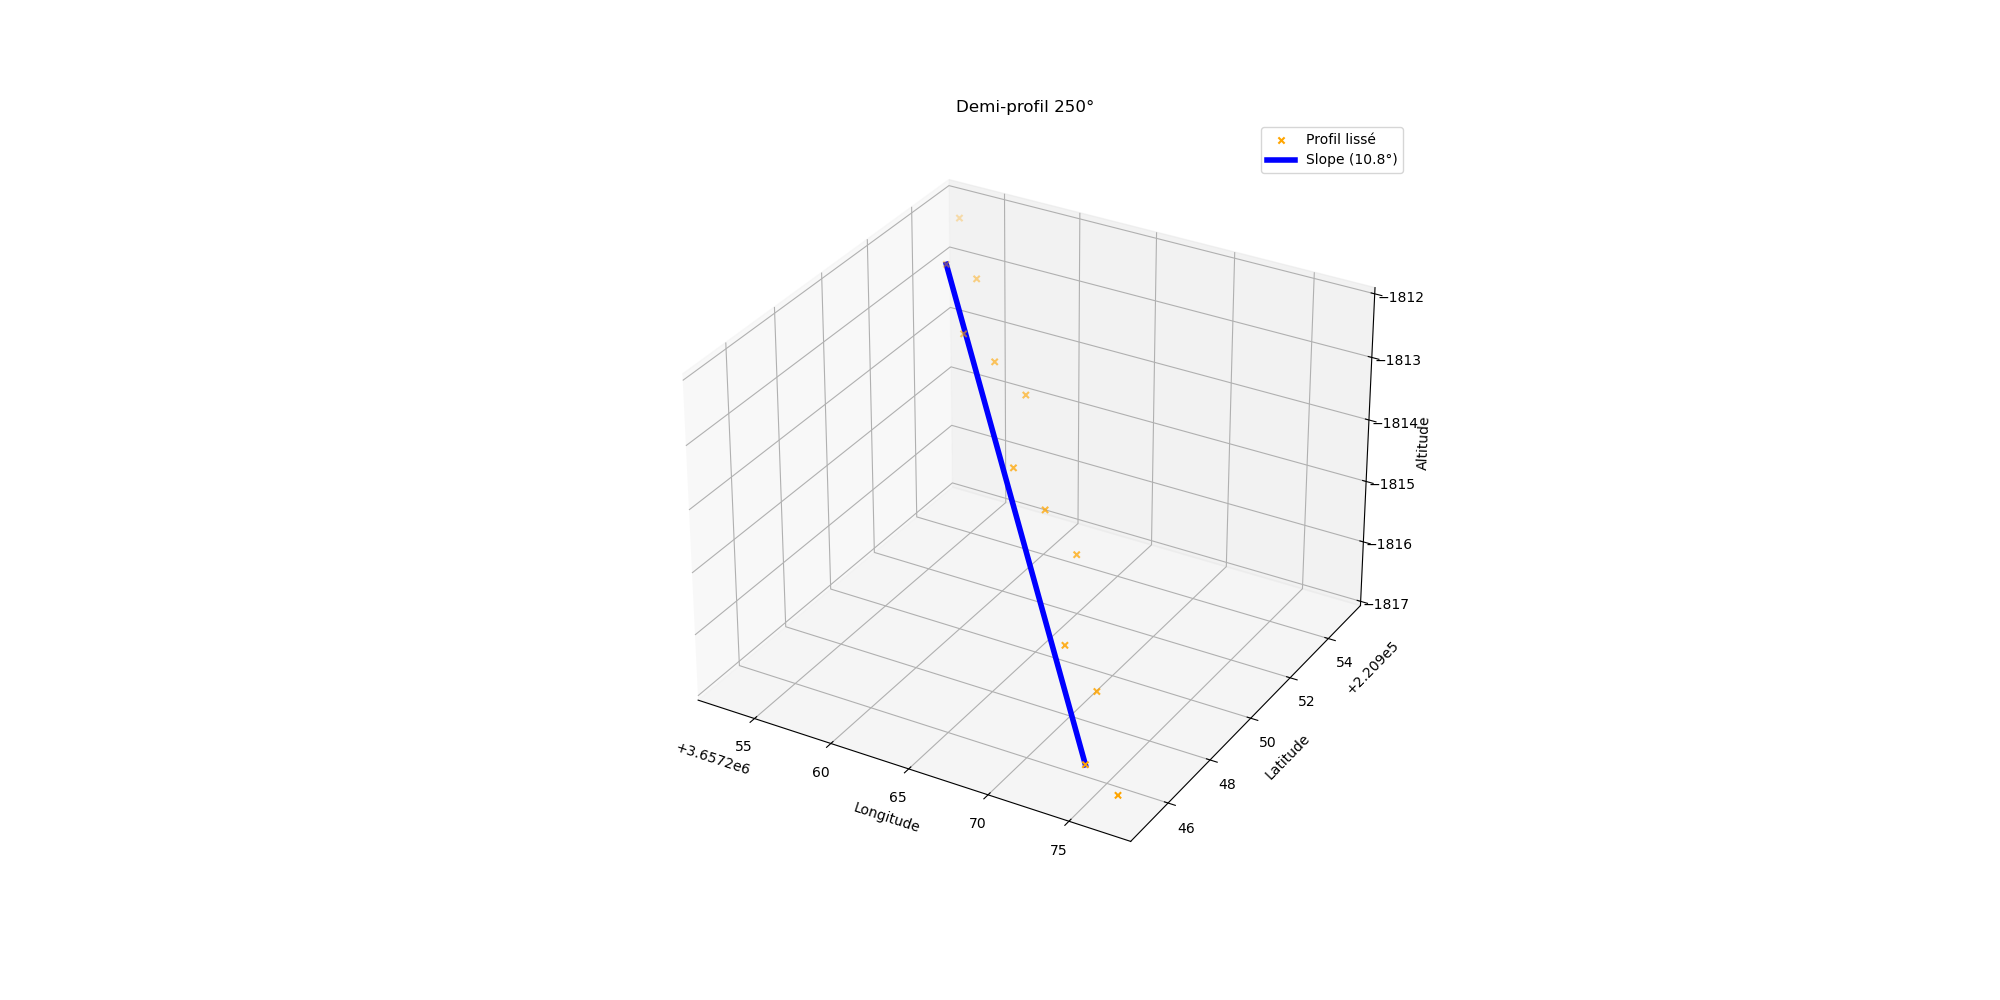 Demi-profil 250°
Profil lissé
Slope (10.8°)
−1812
−1813
−1814
−1815
−1816
−1817
Altitude
54
52
50
48
46
+2.209e5
Latitude
55
60
65
70
75
+3.6572e6
Longitude